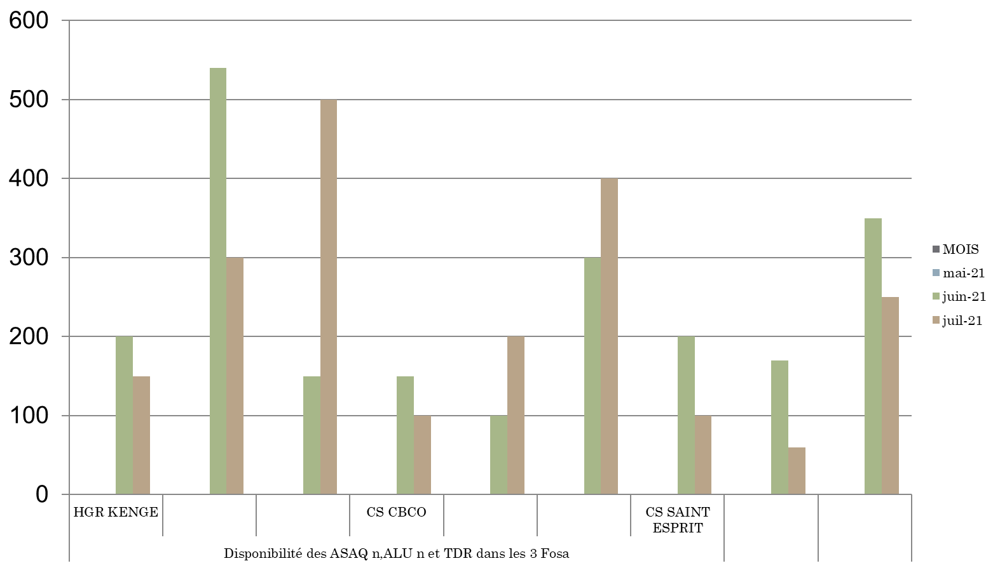 600
500
400
300
200
100
0
HGR KENGE
CS CBCO
CS SAINT
ESPRIT
Disponibilité des ASAQ n,ALU n et TDR dans les 3 Fosa
MOIS
mai-21
juin-21
juil-21